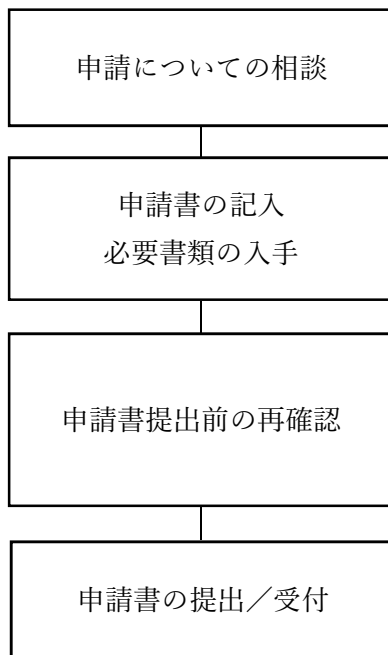 申請についての相談
申請書の記入
必要書類の入手
申請書提出前の再確認
申請書の提出／受付